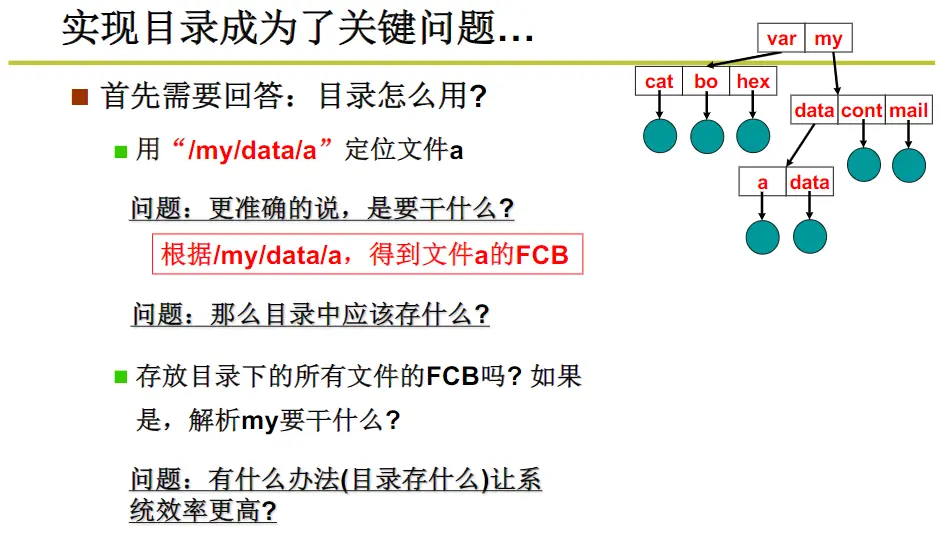 实现目录成为了关键问题...
首先需要回答：目录怎么用?
用“/my/data/a”定位文件a
问题：更准确的说，是要干什么?
根据/my/data/a，得到文件a的FCB
问题：那么目录中应该存什么?
存放目录下的所有文件的FCB吗? 如果
是，解析my要干什么?
问题：有什么办法(目录存什么)让系
统效率更高?
var my
cat bo hex
data cont mail
a data